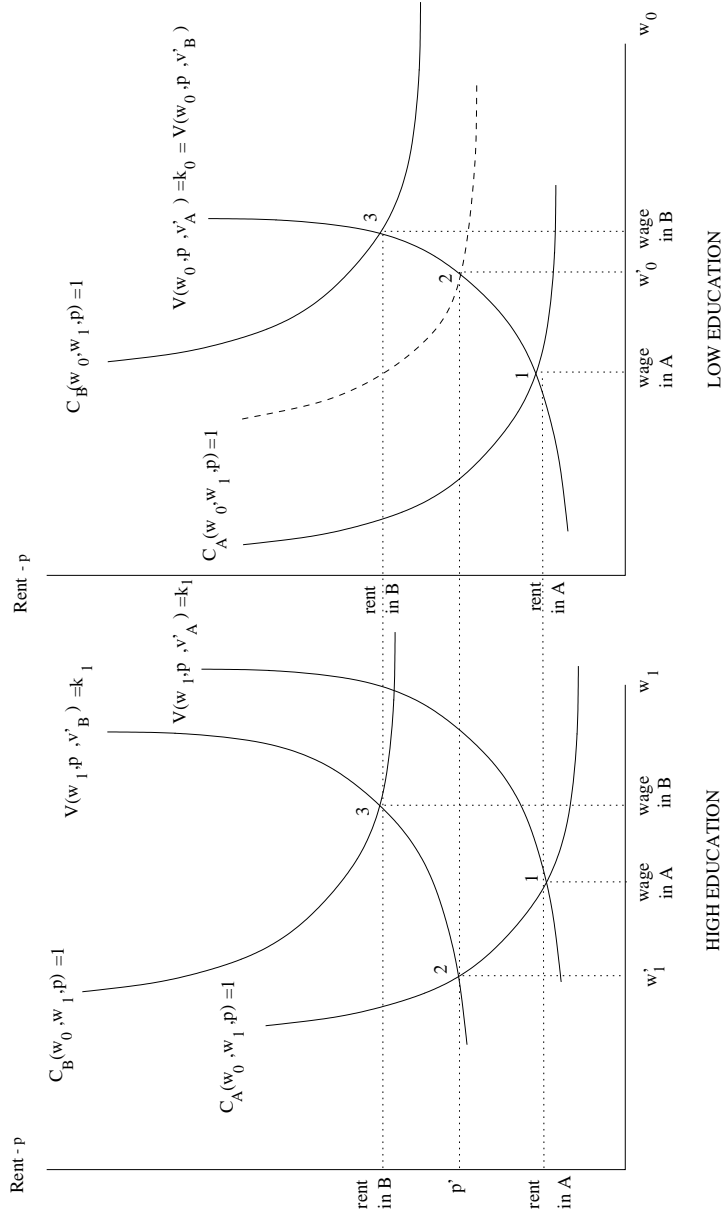 Rent - p
C_B(w_0,w_1,p)=1
C_A(w_0,w_1,p)=1
V(w_1,p,v'_B)=k_1
V(w_1,p,v'_A)=k_1
3
2
1
rent
in B
p'
rent
in A
w'_1
wage
in A
wage
in B
w_1
HIGH EDUCATION
Rent - p
C_A(w_0,w_1,p)=1
C_B(w_0,w_1,p)=1
V(w_0,p,v'_A)=k_0=V(w_0,p,v'_B)
3
2
1
rent
in B
rent
in A
wage
in A
w'_0
wage
in B
w_0
LOW EDUCATION